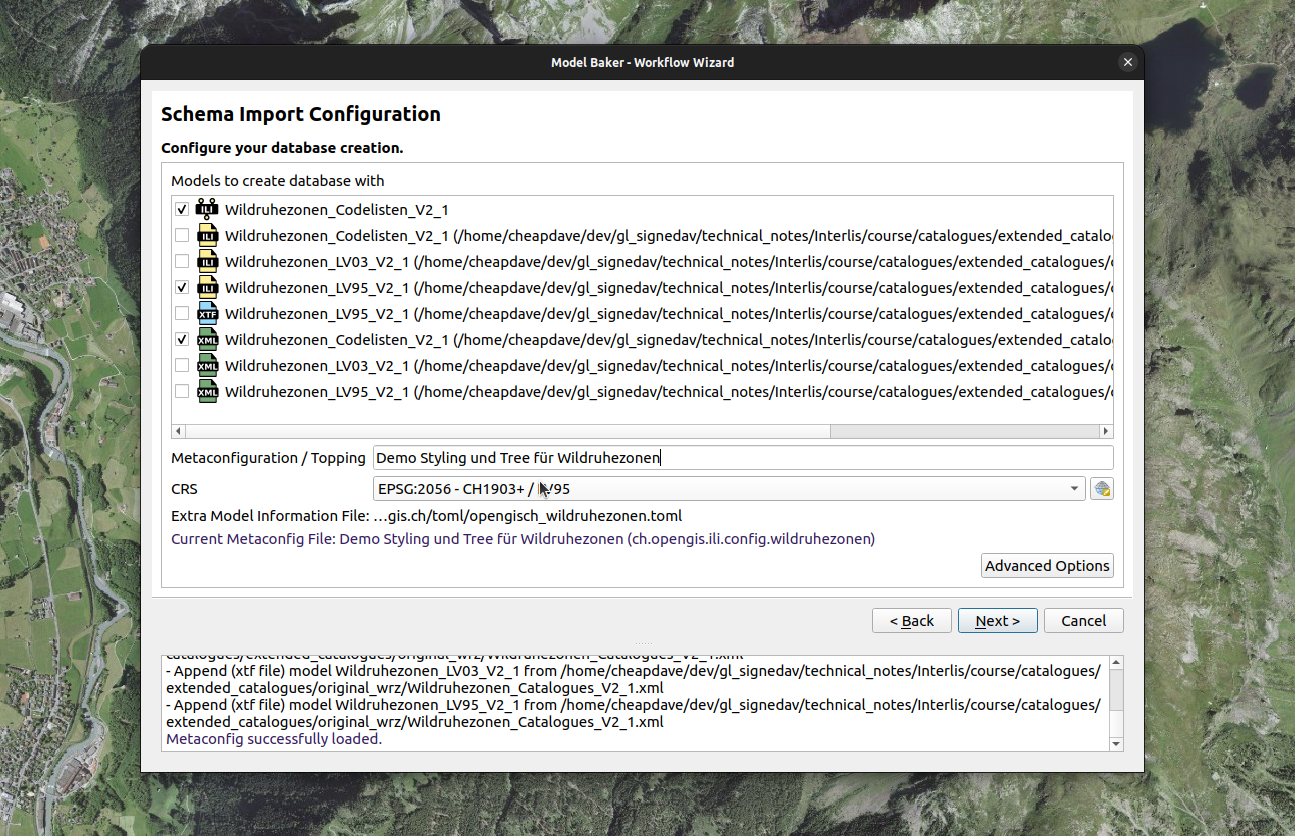 Model Baker - Workflow Wizard
Schema Import Configuration
Configure your database creation.
Models to create database with
ILI Wildruhezonen_Codelisten_V2_1
ILI Wildruhezonen_Codelisten_V2_1 (/home/cheapdave/dev/gl_signedav/technical_notes/Interlis/course/catalogues/extended_catalo
ILI Wildruhezonen_LV03_V2_1 (/home/cheapdave/dev/gl_signedav/technical_notes/Interlis/course/catalogues/extended_catalogues/
ILI Wildruhezonen_LV95_V2_1 (/home/cheapdave/dev/gl_signedav/technical_notes/Interlis/course/catalogues/extended_catalogues/
XTF Wildruhezonen_LV95_V2_1 (/home/cheapdave/dev/gl_signedav/technical_notes/Interlis/course/catalogues/extended_catalogues/
XML Wildruhezonen_Codelisten_V2_1 (/home/cheapdave/dev/gl_signedav/technical_notes/Interlis/course/catalogues/extended_catalo
XML Wildruhezonen_LV03_V2_1 (/home/cheapdave/dev/gl_signedav/technical_notes/Interlis/course/catalogues/extended_catalogues/
XML Wildruhezonen_LV95_V2_1 (/home/cheapdave/dev/gl_signedav/technical_notes/Interlis/course/catalogues/extended_catalogues/
Metaconfiguration / Topping Demo Styling und Tree für Wildruhezonen
CRS EPSG:2056 - CH1903+ / LV95
Extra Model Information File: …gis.ch/toml/opengisch_wildruhezonen.toml
Current Metaconfig File: Demo Styling und Tree für Wildruhezonen (ch.opengis.ili.config.wildruhezonen)
Advanced Options
< Back Next > Cancel
catalogues/extended_catalogues/original_wrz/Wildruhezonen_Catalogues_V2_1.xml
- Append (xtf file) model Wildruhezonen_LV03_V2_1 from /home/cheapdave/dev/gl_signedav/technical_notes/Interlis/course/catalogues/
extended_catalogues/original_wrz/Wildruhezonen_Catalogues_V2_1.xml
- Append (xtf file) model Wildruhezonen_LV95_V2_1 from /home/cheapdave/dev/gl_signedav/technical_notes/Interlis/course/catalogues/
extended_catalogues/original_wrz/Wildruhezonen_Catalogues_V2_1.xml
Metaconfig successfully loaded.